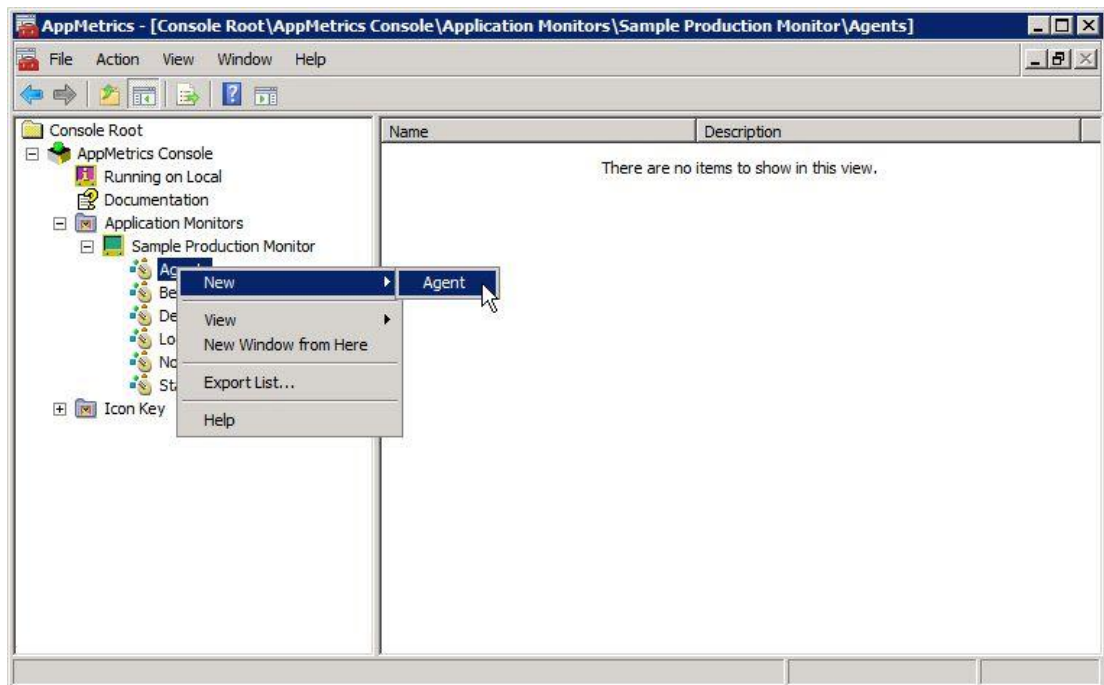 AppMetrics - [Console Root\AppMetrics Console\Application Monitors\Sample Production Monitor\Agents]
File Action View Window Help
Console Root
AppMetrics Console
Running on Local
Documentation
Application Monitors
Sample Production Monitor
Icon Key
New
View
New Window from Here
Export List...
Help
Agent
Name Description
There are no items to show in this view.